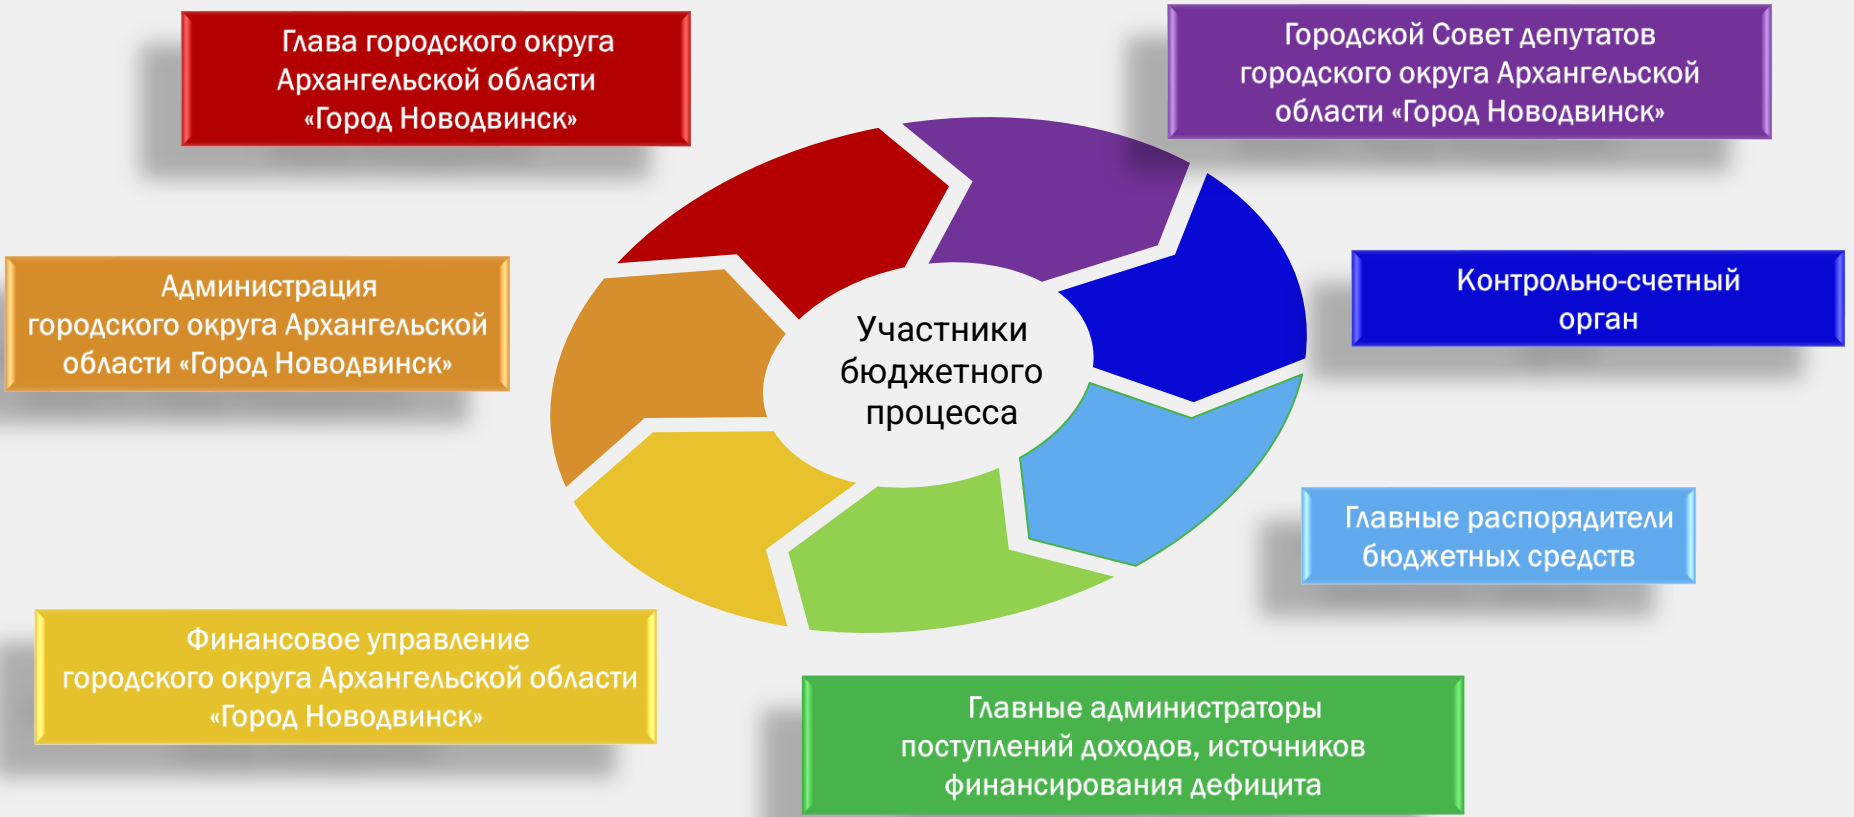 Глава городского округа
Архангельской области
«Город Новодвинск»
Городской Совет депутатов
городского округа Архангельской
области «Город Новодвинск»
Администрация
городского округа Архангельской
области «Город Новодвинск»
Участники
бюджетного
процесса
Контрольно-счетный
орган
Главные распорядители
бюджетных средств
Финансовое управление
городского округа Архангельской области
«Город Новодвинск»
Главные администраторы
поступлений доходов, источников
финансирования дефицита